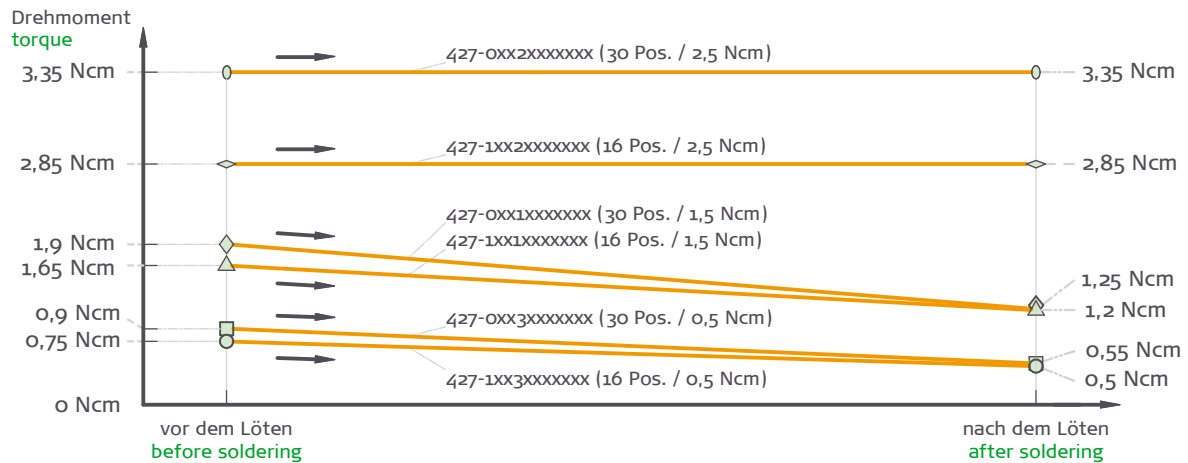 Drehmoment
torque
427-0xx2xxxxxxx (30 Pos. / 2,5 Ncm)
3,35 Ncm
3,35 Ncm
427-1xx2xxxxxxx (16 Pos. / 2,5 Ncm)
2,85 Ncm
2,85 Ncm
427-0xx1xxxxxxx (30 Pos. / 1,5 Ncm)
1,9 Ncm
427-1xx1xxxxxxx (16 Pos. / 1,5 Ncm)
1,65 Ncm
1,25 Ncm
0,9 Ncm
1,2 Ncm
427-0xx3xxxxxxx (30 Pos. / 0,5 Ncm)
0,75 Ncm
0,55 Ncm
427-1xx3xxxxxxx (16 Pos. / 0,5 Ncm)
0,5 Ncm
0 Ncm
vor dem Löten
before soldering
nach dem Löten
after soldering